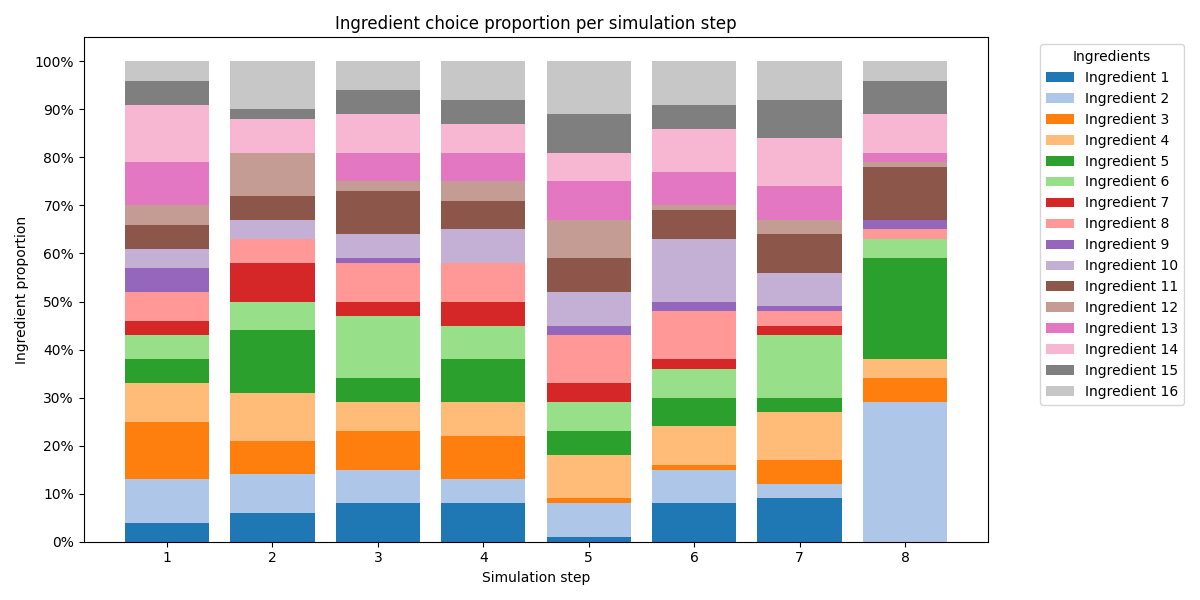 Ingredient choice proportion per simulation step
100%
90%
80%
70%
60%
50%
40%
30%
20%
10%
0%
Ingredient proportion
1 2 3 4 5 6 7 8
Simulation step
Ingredients
Ingredient 1
Ingredient 2
Ingredient 3
Ingredient 4
Ingredient 5
Ingredient 6
Ingredient 7
Ingredient 8
Ingredient 9
Ingredient 10
Ingredient 11
Ingredient 12
Ingredient 13
Ingredient 14
Ingredient 15
Ingredient 16